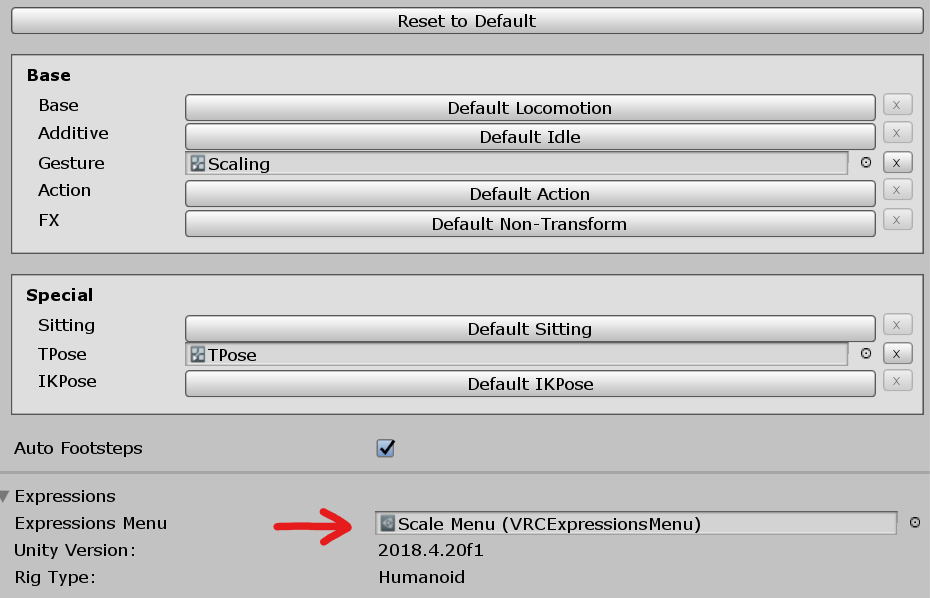 Reset to Default
Base
Base Default Locomotion x
Additive Default Idle x
Gesture Scaling x
Action Default Action x
FX Default Non-Transform x
Special
Sitting Default Sitting x
TPose TPose x
IKPose Default IKPose x
Auto Footsteps
Expressions
Expressions Menu Scale Menu (VRCExpressionsMenu)
Unity Version: 2018.4.20f1
Rig Type: Humanoid